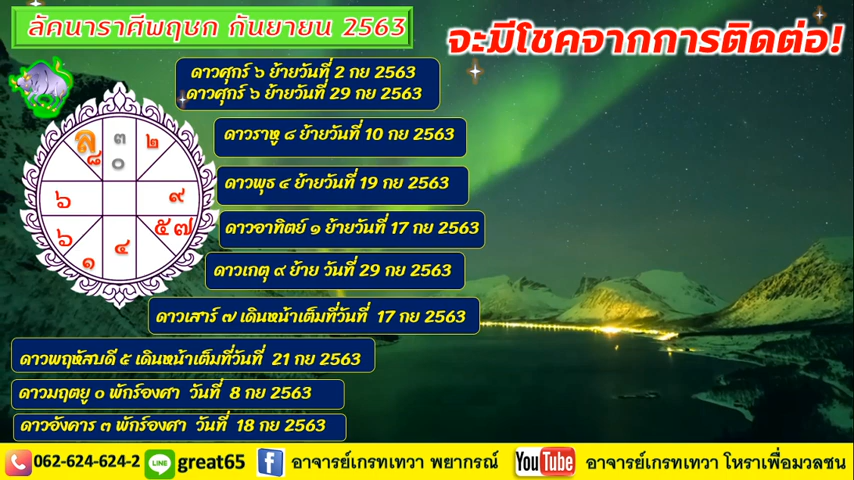 ลัคนาราศีพฤษภ กันยายน 2563
จะมีโชคจากการติดต่อ!
ดาวศุกร์ ๖ ย้ายวันที่ 2 กย 2563
ดาวศุกร์ ๖ ย้ายวันที่ 29 กย 2563
ดาวราหู ๘ ย้ายวันที่ 10 กย 2563
ดาวพุธ ๔ ย้ายวันที่ 19 กย 2563
ดาวอาทิตย์ ๑ ย้ายวันที่ 17 กย 2563
ดาวเกตุ ๙ ย้าย วันที่ 29 กย 2563
ดาวเสาร์ ๗ เดินหน้าเต็มที่วันที่ 17 กย 2563
ดาวพฤหัสบดี ๕ เดินหน้าเต็มที่วันที่ 21 กย 2563
ดาวมฤตยู ๐ พักร์องศา วันที่ 8 กย 2563
ดาวอังคาร ๓ พักร์องศา วันที่ 18 กย 2563
ล ๓ ๒
๘ ๐
๖ ๙
๖ ๕๗
๑ ๔
062-624-624-2 LINE great65 f อาจารย์เกรทเทวา พยากรณ์ YouTube อาจารย์เกรทเทวา โหราเพื่อมวลชน